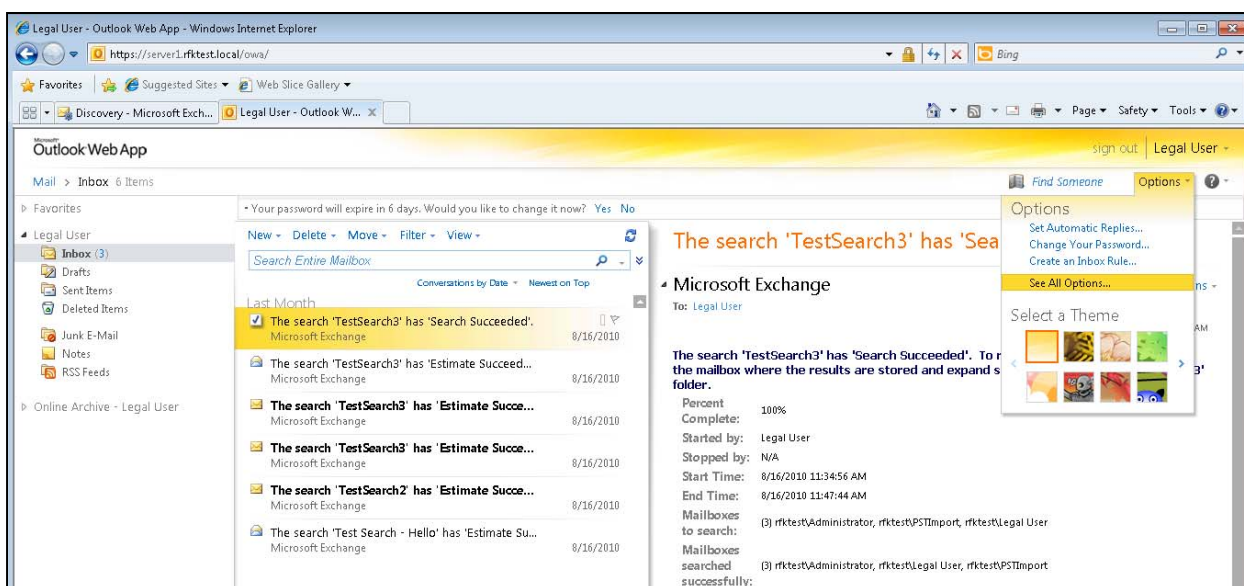 Legal User - Outlook Web App - Windows Internet Explorer
https://server1.rfktest.local/owa/
Bing
Favorites
Suggested Sites
Web Slice Gallery
Discovery - Microsoft Exch...
Legal User - Outlook W...
Page
Safety
Tools
Microsoft
Outlook Web App
sign out
Legal User
Mail > Inbox 6 Items
Find Someone
Options
Favorites
Legal User
Inbox (3)
Drafts
Sent Items
Deleted Items
Junk E-Mail
Notes
RSS Feeds
Online Archive - Legal User
- Your password will expire in 6 days. Would you like to change it now? Yes No
New
Delete
Move
Filter
View
Search Entire Mailbox
Conversations by Date
Newest on Top
Last Month
The search 'TestSearch3' has 'Search Succeeded'.
Microsoft Exchange 8/16/2010
The search 'TestSearch3' has 'Estimate Succeed...
Microsoft Exchange 8/16/2010
The search 'TestSearch3' has 'Estimate Succe...
Microsoft Exchange 8/16/2010
The search 'TestSearch3' has 'Estimate Succe...
Microsoft Exchange 8/16/2010
The search 'TestSearch2' has 'Estimate Succe...
Microsoft Exchange 8/16/2010
The search 'Test Search - Hello' has 'Estimate Su...
Microsoft Exchange 8/16/2010
The search 'TestSearch3' has 'Sea
Microsoft Exchange
To: Legal User
ns
AM
The search 'TestSearch3' has 'Search Succeeded'. To r
the mailbox where the results are stored and expand s 3'
folder.
Percent
Complete: 100%
Started by: Legal User
Stopped by: N/A
Start Time: 8/16/2010 11:34:56 AM
End Time: 8/16/2010 11:47:44 AM
Mailboxes
to search: (3) rfktest\Administrator, rfktest\PSTImport, rfktest\Legal User
Mailboxes
searched
successfully: (3) rfktest\Administrator, rfktest\Legal User, rfktest\PSTImport
Options
Set Automatic Replies...
Change Your Password...
Create an Inbox Rule...
See All Options...
Select a Theme